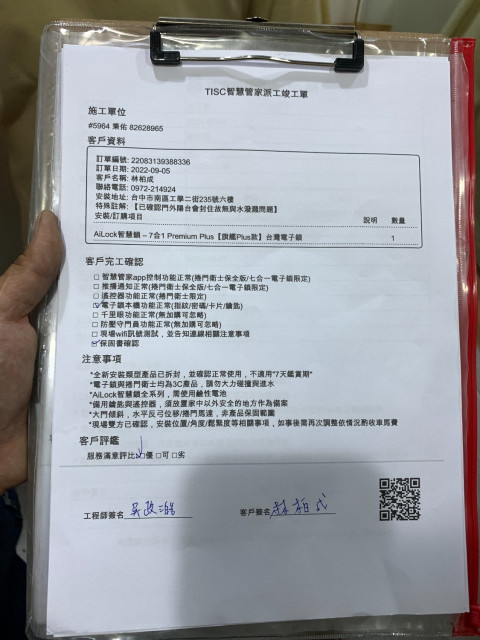 TISC智慧管家派工竣工單
施工單位
#5964 秉佑 82628965
客戶資料
訂單編號: 22083139388336
訂單日期: 2022-09-05
客戶名稱: 林柏成
聯絡電話: 0972-214924
安裝地址: 台中市南區工學二街235號六樓
特殊註解: 【已確認門外陽台會封住故無與水潑濺問題】
安裝/訂購項目 說明 數量
AiLock智慧鎖 – 7合1 Premium Plus【旗艦Plus款】台灣電子鎖 1
客戶完工確認
□ 智慧管家app控制功能正常(捲門衛士保全版/七合一電子鎖限定)
□ 推播通知正常(捲門衛士保全版/七合一電子鎖限定)
□ 遙控器功能正常(捲門衛士限定)
☑ 電子鎖本機功能正常(指紋/密碼/卡片/鑰匙)
□ 千里眼功能正常(無加購可忽略)
□ 防壓守門員功能正常(無加購可忽略)
□ 現場wifi訊號測試，並告知連線相關注意事項
☑ 保固書確認
注意事項
*全新安裝類型產品已拆封，並確認正常使用，不適用"7天鑑賞期"
*電子鎖與捲門衛士均為3C產品，請勿大力碰撞與進水
*AiLock智慧鎖全系列，需使用鹼性電池
*備用鑰匙與遙控器，須放置家中以外安全的地方作為備案
*大門傾斜，水平反弓位移/捲門馬達，非產品保固範圍
*現場雙方已確認，安裝位置/角度/鬆緊度等相關事項，如事後需再次調整依情況酌收車馬費
客戶評鑑
服務滿意評比☑優 □可 □劣
工程師簽名 吳政 客戶簽名 林柏成